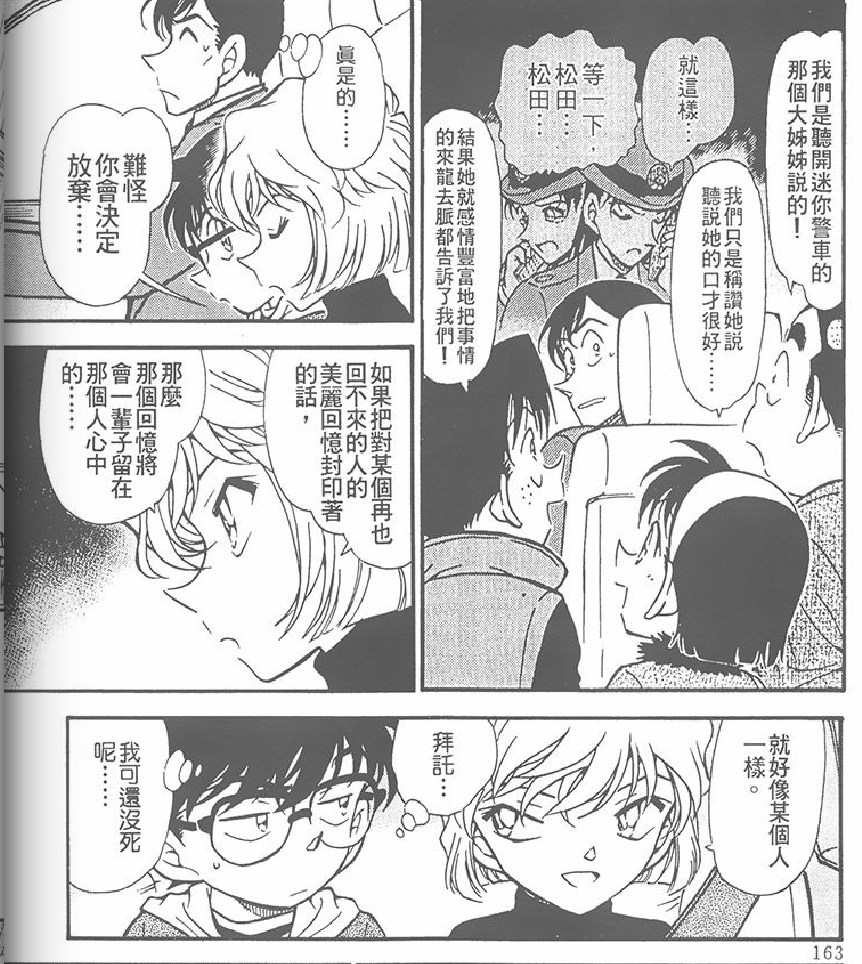 我們是聽開迷你警車的
那個大姊姊說的！
就這樣…
等一下，
松田…
松田…
我們只是稱讚她說
聽說她的口才很好……
結果她就感情豐富地把事情
的來龍去脈都告訴了我們！
真是的……
難怪
你會決定
放棄……
如果把對某個再也
回不來的人的
美麗回憶封印著
的話，
那麼
那個回憶將
會一輩子留在
那個人心中
的……
就好像某個人
一樣。
拜託…
我可還沒死
呢……
163